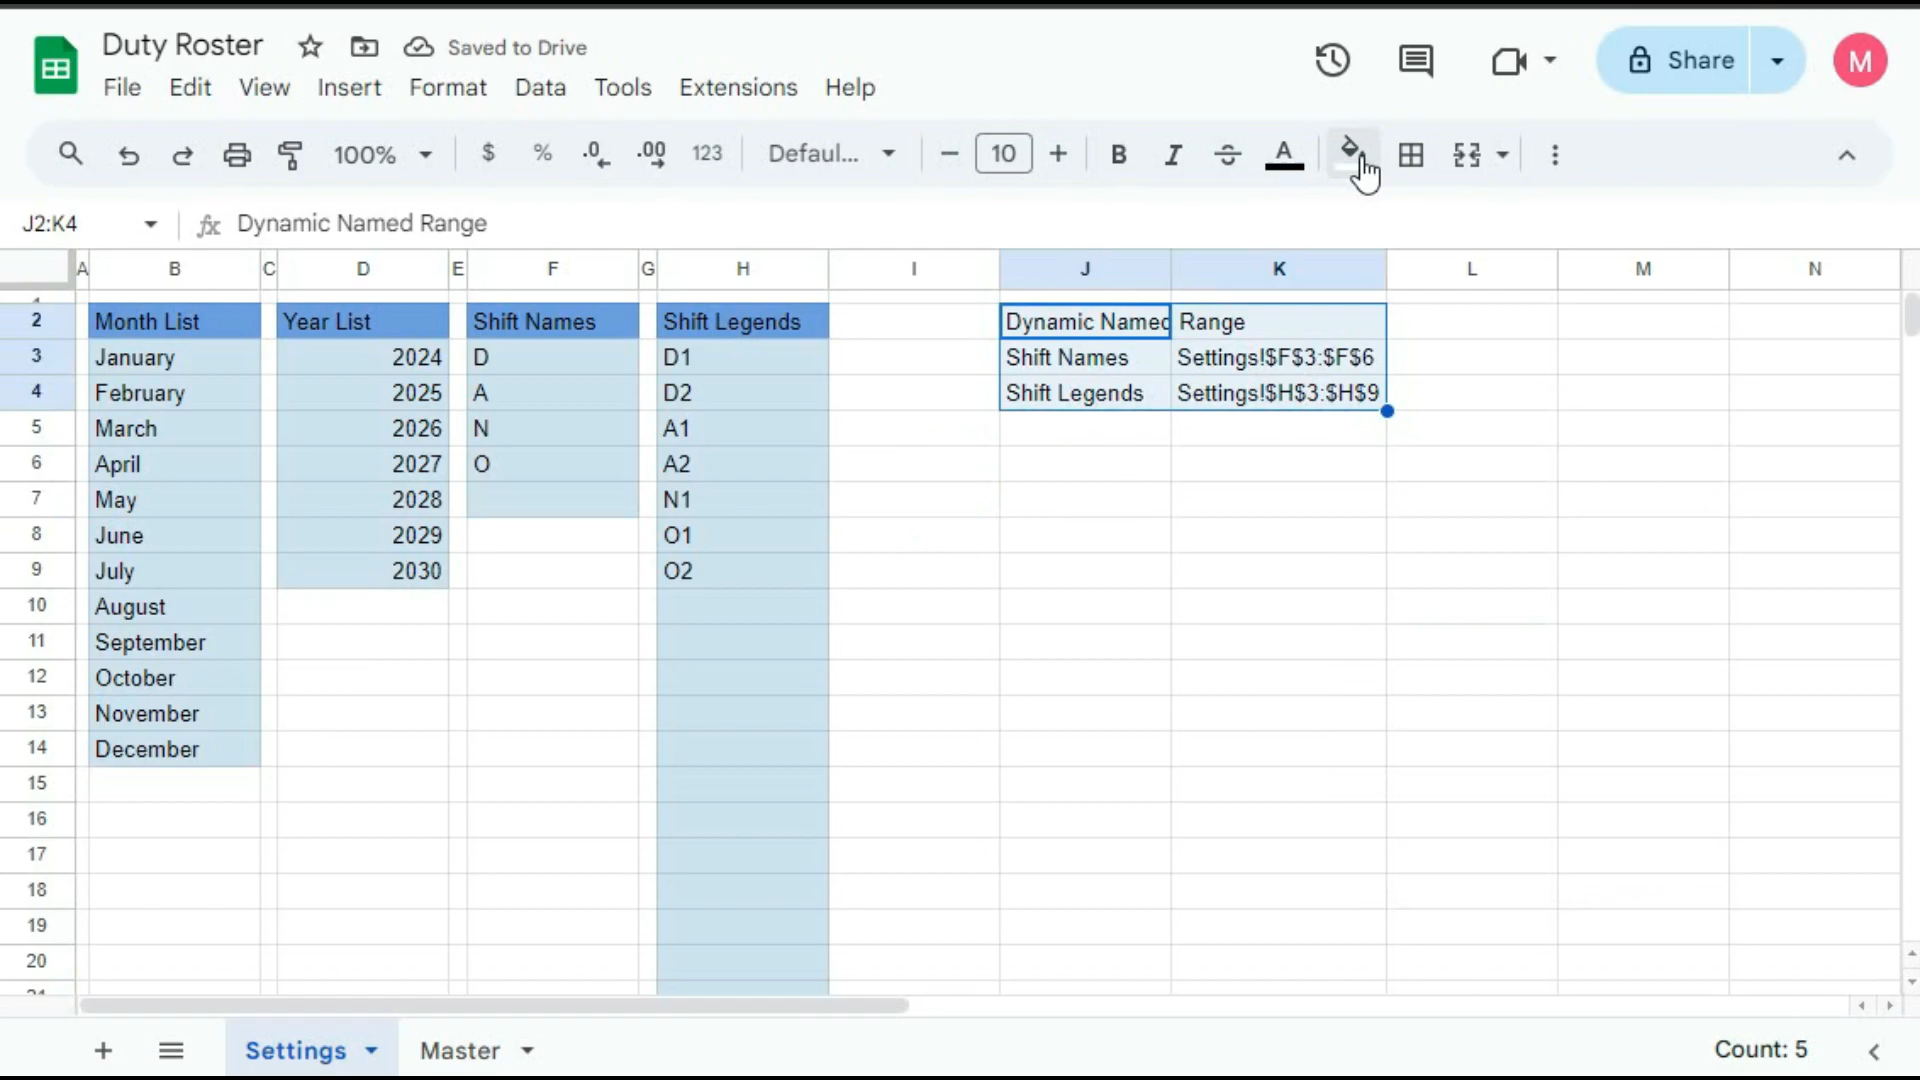 Duty Roster Saved to Drive
File Edit View Insert Format Data Tools Extensions Help
Share
M
100% $ % .0 .00 123 Defaul... 10 B I S A
J2:K4 fx Dynamic Named Range
A B C D E F G H I J K L M N
2 Month List Year List Shift Names Shift Legends Dynamic Named Range
3 January 2024 D D1 Shift Names Settings!$F$3:$F$6
4 February 2025 A D2 Shift Legends Settings!$H$3:$H$9
5 March 2026 N A1
6 April 2027 O A2
7 May 2028 N1
8 June 2029 O1
9 July 2030 O2
10 August
11 September
12 October
13 November
14 December
15
16
17
18
19
20
Settings Master Count: 5